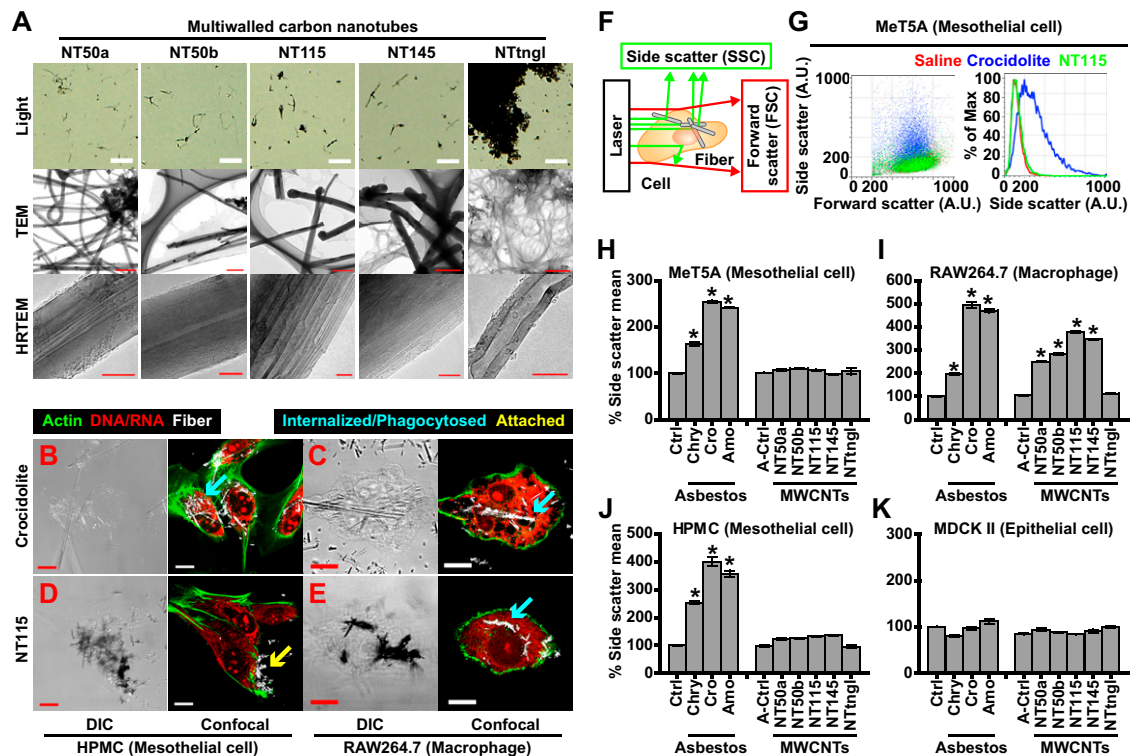 A
Multiwalled carbon nanotubes
NT50a NT50b NT115 NT145 NTtngl
Light
TEM
HRTEM
Actin DNA/RNA Fiber
Internalized/Phagocytosed Attached
Crocidolite
B
C
NT115
D
E
DIC Confocal DIC Confocal
HPMC (Mesothelial cell) RAW264.7 (Macrophage)
F
Side scatter (SSC)
Laser
Fiber
Cell
Forward
scatter (FSC)
G
MeT5A (Mesothelial cell)
Saline Crocidolite NT115
Side scatter (A.U.)
1000
200
0
0 200 1000
Forward scatter (A.U.)
% of Max
100
80
60
40
20
0
0 200 1000
Side scatter (A.U.)
H
MeT5A (Mesothelial cell)
% Side scatter mean
300
200
100
0
* * *
Ctrl Chry Cro Amo A-Ctrl NT50a NT50b NT115 NT145 NTtngl
Asbestos MWCNTs
I
RAW264.7 (Macrophage)
600
500
400
300
200
100
0
* * * * * * *
Ctrl Chry Cro Amo A-Ctrl NT50a NT50b NT115 NT145 NTtngl
Asbestos MWCNTs
J
HPMC (Mesothelial cell)
% Side scatter mean
500
400
300
200
100
0
* * *
Ctrl Chry Cro Amo A-Ctrl NT50a NT50b NT115 NT145 NTtngl
Asbestos MWCNTs
K
MDCK II (Epithelial cell)
300
200
100
0
Ctrl Chry Cro Amo A-Ctrl NT50a NT50b NT115 NT145 NTtngl
Asbestos MWCNTs